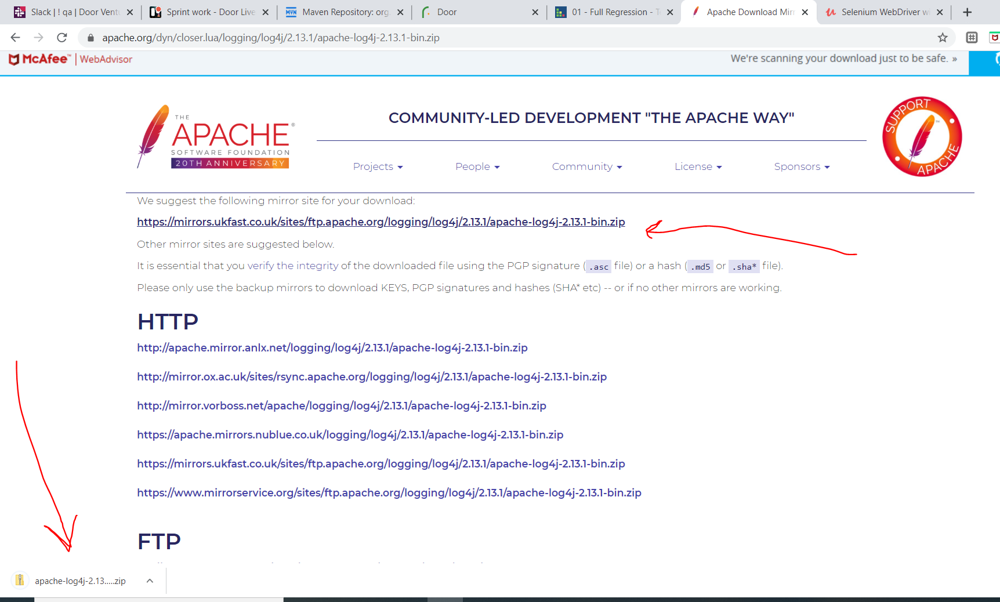 Slack | ! qa | Door Ventu
Sprint work - Door Live
Maven Repository: org.
Door
01 - Full Regression - Te
Apache Download Mirr
Selenium WebDriver wi
apache.org/dyn/closer.lua/logging/log4j/2.13.1/apache-log4j-2.13.1-bin.zip
McAfee™ | WebAdvisor
We're scanning your download just to be safe. »
THE
APACHE®
SOFTWARE FOUNDATION
20TH ANNIVERSARY
COMMUNITY-LED DEVELOPMENT "THE APACHE WAY"
SUPPORT
APACHE
Projects
People
Community
License
Sponsors
We suggest the following mirror site for your download:
https://mirrors.ukfast.co.uk/sites/ftp.apache.org/logging/log4j/2.13.1/apache-log4j-2.13.1-bin.zip
Other mirror sites are suggested below.
It is essential that you verify the integrity of the downloaded file using the PGP signature (.asc file) or a hash (.md5 or .sha* file).
Please only use the backup mirrors to download KEYS, PGP signatures and hashes (SHA* etc) -- or if no other mirrors are working.
HTTP
http://apache.mirror.anlx.net/logging/log4j/2.13.1/apache-log4j-2.13.1-bin.zip
http://mirror.ox.ac.uk/sites/rsync.apache.org/logging/log4j/2.13.1/apache-log4j-2.13.1-bin.zip
http://mirror.vorboss.net/apache/logging/log4j/2.13.1/apache-log4j-2.13.1-bin.zip
https://apache.mirrors.nublue.co.uk/logging/log4j/2.13.1/apache-log4j-2.13.1-bin.zip
https://mirrors.ukfast.co.uk/sites/ftp.apache.org/logging/log4j/2.13.1/apache-log4j-2.13.1-bin.zip
https://www.mirrorservice.org/sites/ftp.apache.org/logging/log4j/2.13.1/apache-log4j-2.13.1-bin.zip
FTP
apache-log4j-2.13.....zip